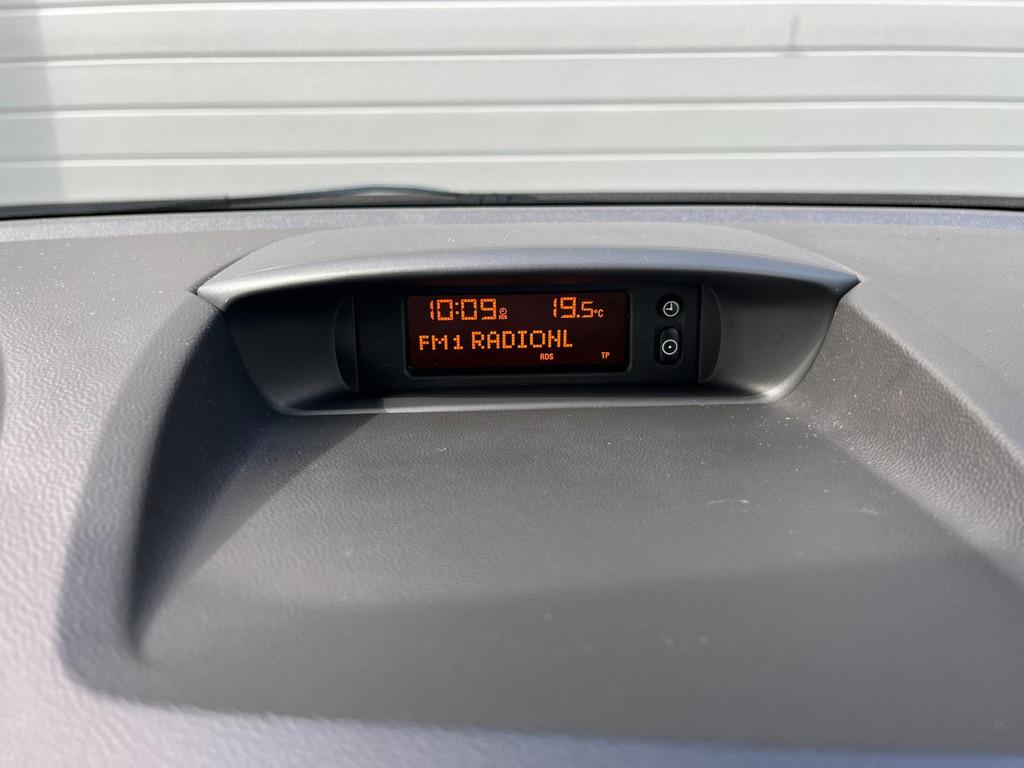 10:09 19.5°C
FM1 RADIONL
RDS TP